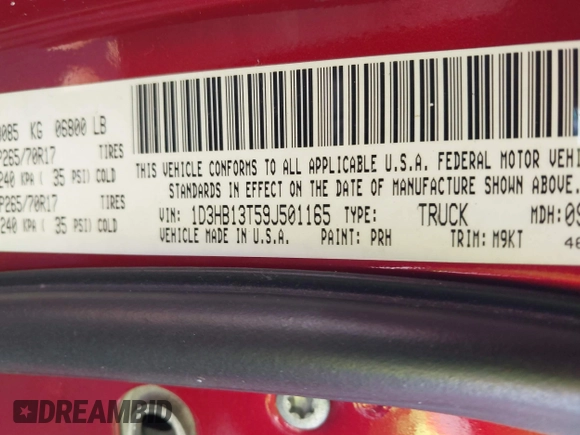 085 KG 06800 LB
P265/70R17 TIRES
240 KPA ( 35 PSI) COLD
P265/70R17 TIRES
240 KPA ( 35 PSI) COLD
THIS VEHICLE CONFORMS TO ALL APPLICABLE U.S.A. FEDERAL MOTOR
STANDARDS IN EFFECT ON THE DATE OF MANUFACTURE SHOWN ABOVE.
VIN: 1D3HB13T59J501165 TYPE: TRUCK MDH:
VEHICLE MADE IN U.S.A. PAINT: PRH TRIM: M9KT
DREAMBID